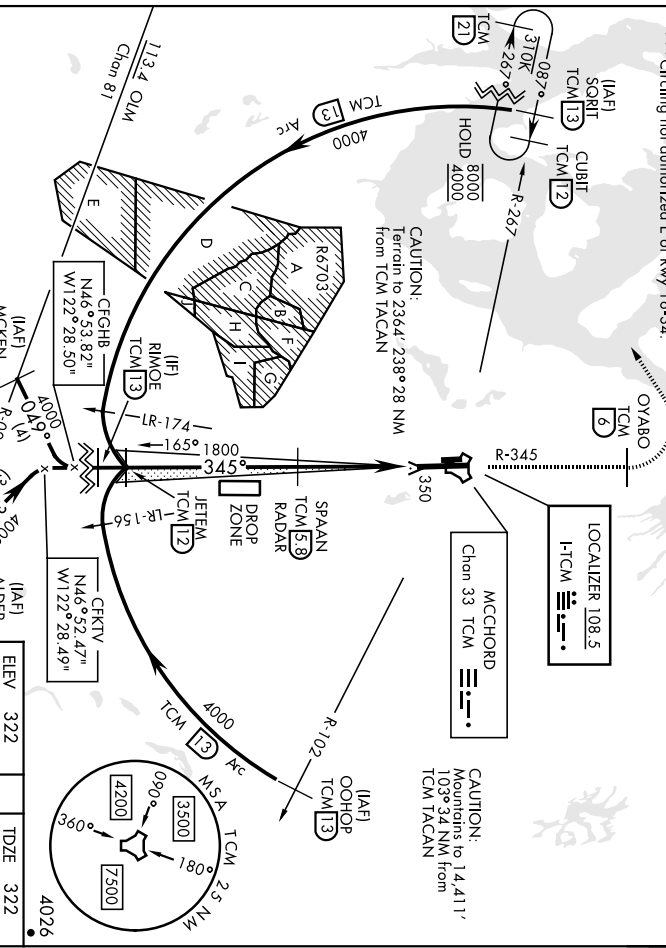 Circling not authorized E of Rwy 16-34.
TCM
21
310K
087°
267°
(IAF)
SQRIT
TCM 13
CUBIT
TCM 12
HOLD 8000
4000
R-267
TCM 13 Arc
4000
113.4 OLM
Chan 81
CAUTION:
Terrain to 2364' 238° 28 NM
from TCM TACAN
R6703
A
B
C
D
E
F
G
H
I
J
OYABO
TCM
6
R-345
LOCALIZER 108.5
I-TCM
MCCHORD
Chan 33 TCM
350
CFGHB
N46°53.82"
W122°28.50"
(IF)
RIMOE
TCM 13
LR-174
165° 1800
345°
LR-156
JETEM
TCM 12
DROP
ZONE
SPAAN
TCM 5.8
RADAR
(IAF)
MCKEN
4000
049°
(4)
CFKTV
N46°52.47"
W122°28.49"
(IAF)
ALDER
4000
TCM 13 Arc
R-102
(IAF)
OOHOP
TCM 13
CAUTION:
Mountains to 14,411'
103° 34 NM from
TCM TACAN
MSA TCM 25 NM
3500
4200
7500
090°
360°
180°
4026
ELEV 322
TDZE 322